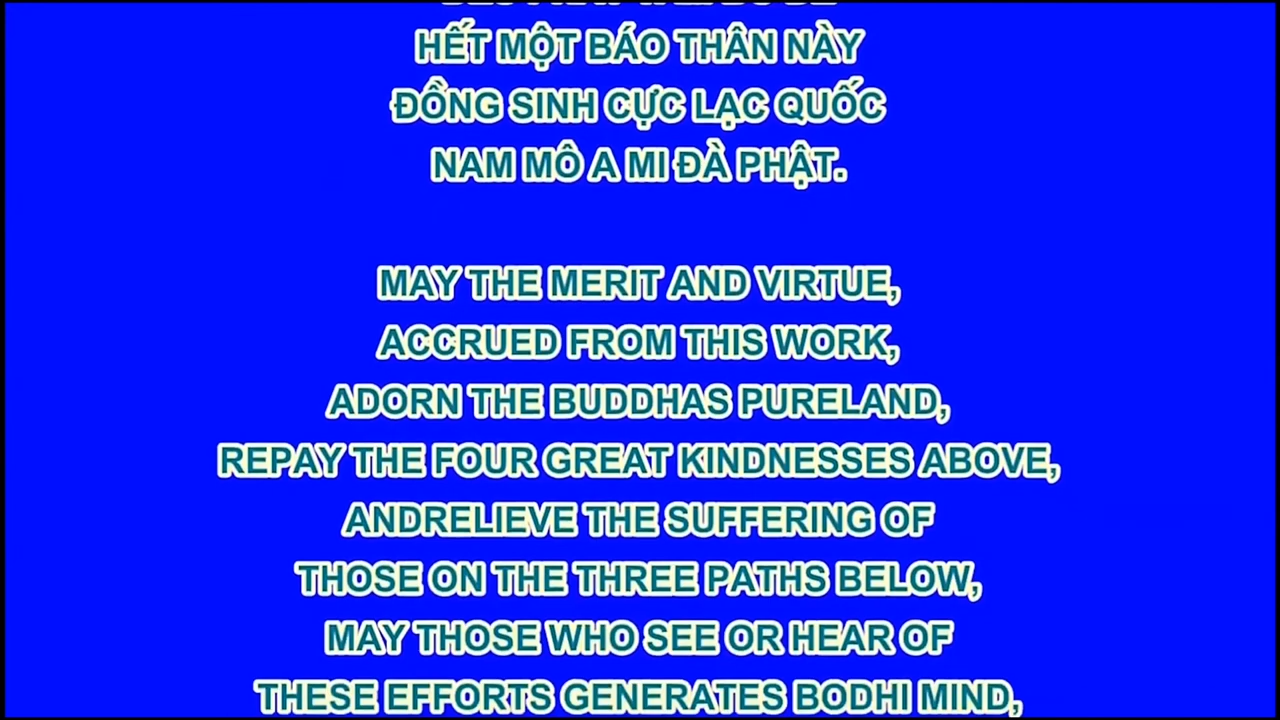 HẾT MỘT BÁO THÂN NÀY
ĐỒNG SINH CỰC LẠC QUỐC
NAM MÔ A MI ĐÀ PHẬT.
MAY THE MERIT AND VIRTUE,
ACCRUED FROM THIS WORK,
ADORN THE BUDDHAS PURELAND,
REPAY THE FOUR GREAT KINDNESSES ABOVE,
ANDRELIEVE THE SUFFERING OF
THOSE ON THE THREE PATHS BELOW,
MAY THOSE WHO SEE OR HEAR OF
THESE EFFORTS GENERATES BODHI MIND,